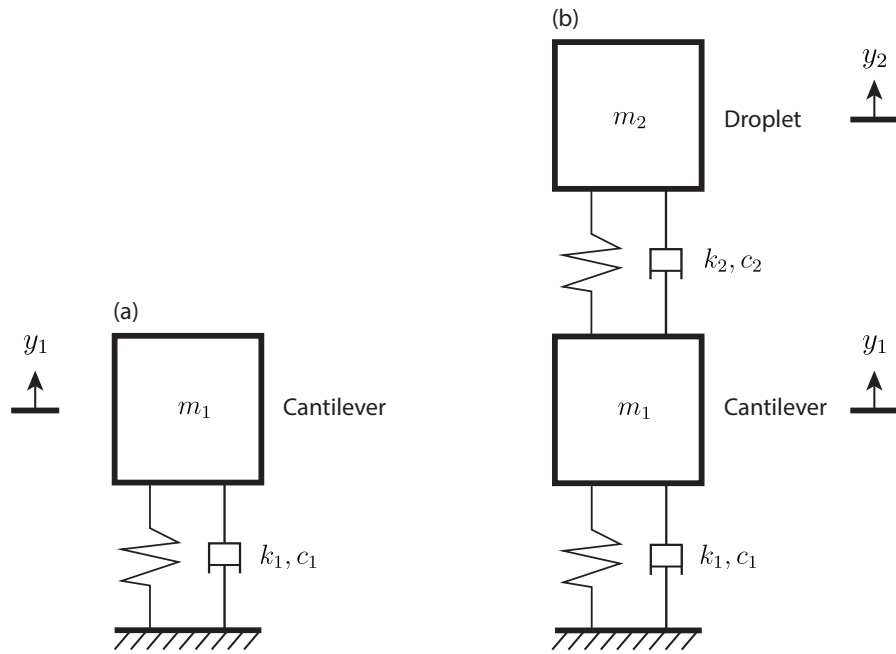 (a)
y₁
m₁
Cantilever
k₁, c₁
(b)
y₂
m₂
Droplet
k₂, c₂
y₁
m₁
Cantilever
k₁, c₁